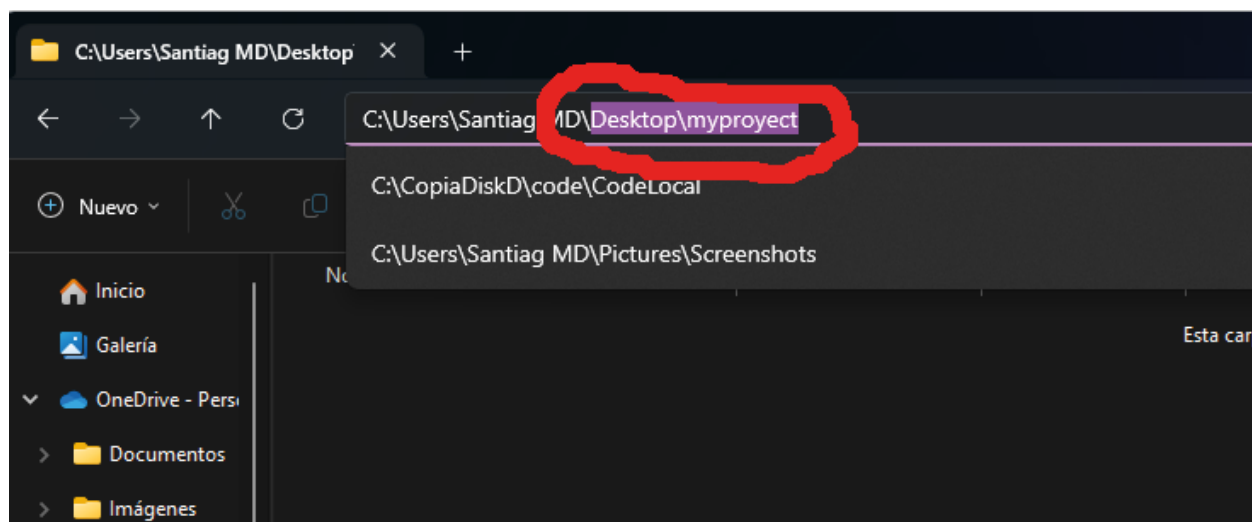 C:\Users\Santiag MD\Desktop
C:\Users\Santiag MD\Desktop\myproyect
C:\CopiaDiskD\code\CodeLocal
Nuevo
C:\Users\Santiag MD\Pictures\Screenshots
Inicio
Galería
Esta car
OneDrive - Pers
Documentos
Imágenes